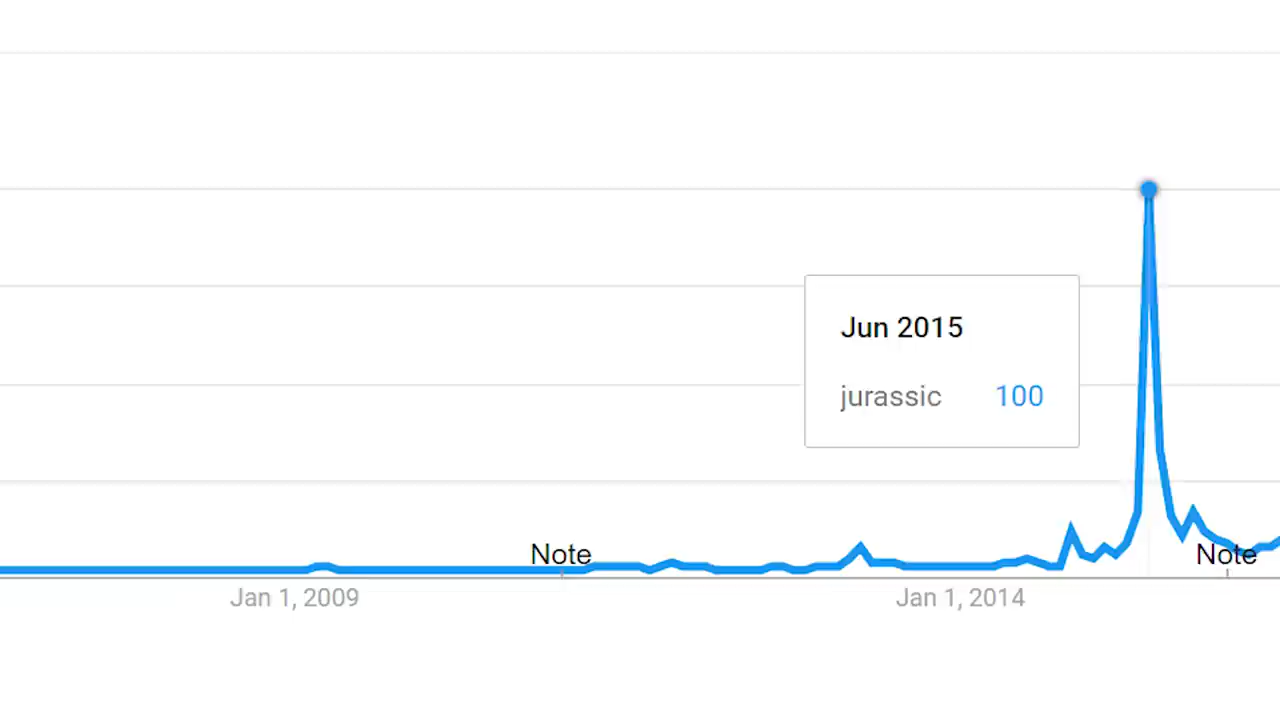 Jun 2015
jurassic 100
Note
Note
Jan 1, 2009
Jan 1, 2014